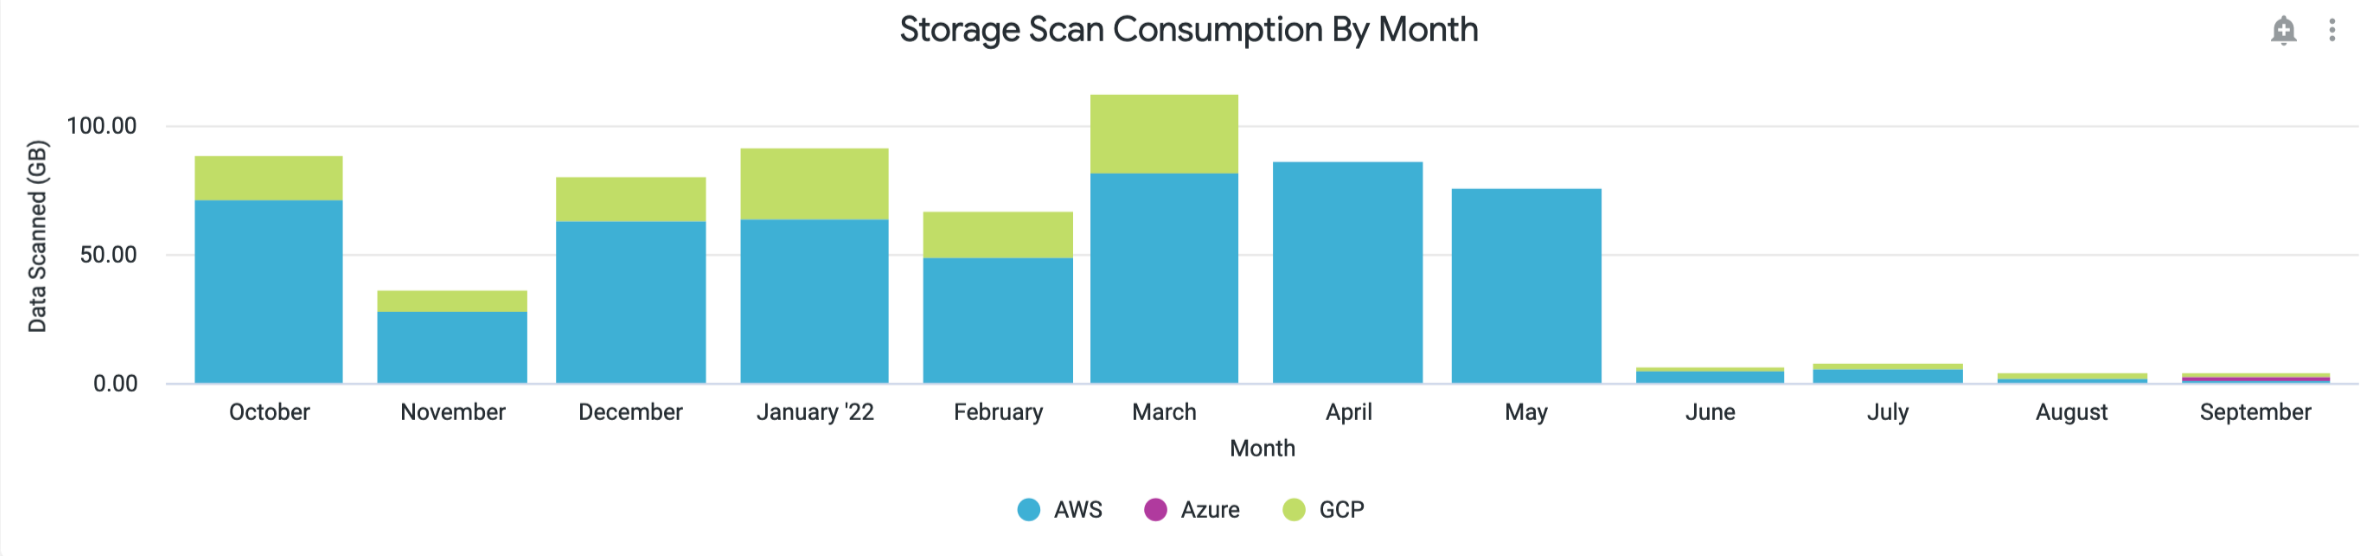 Storage Scan Consumption By Month
Data Scanned (GB)
100.00
50.00
0.00
October November December January '22 February March April May June July August September
Month
AWS Azure GCP